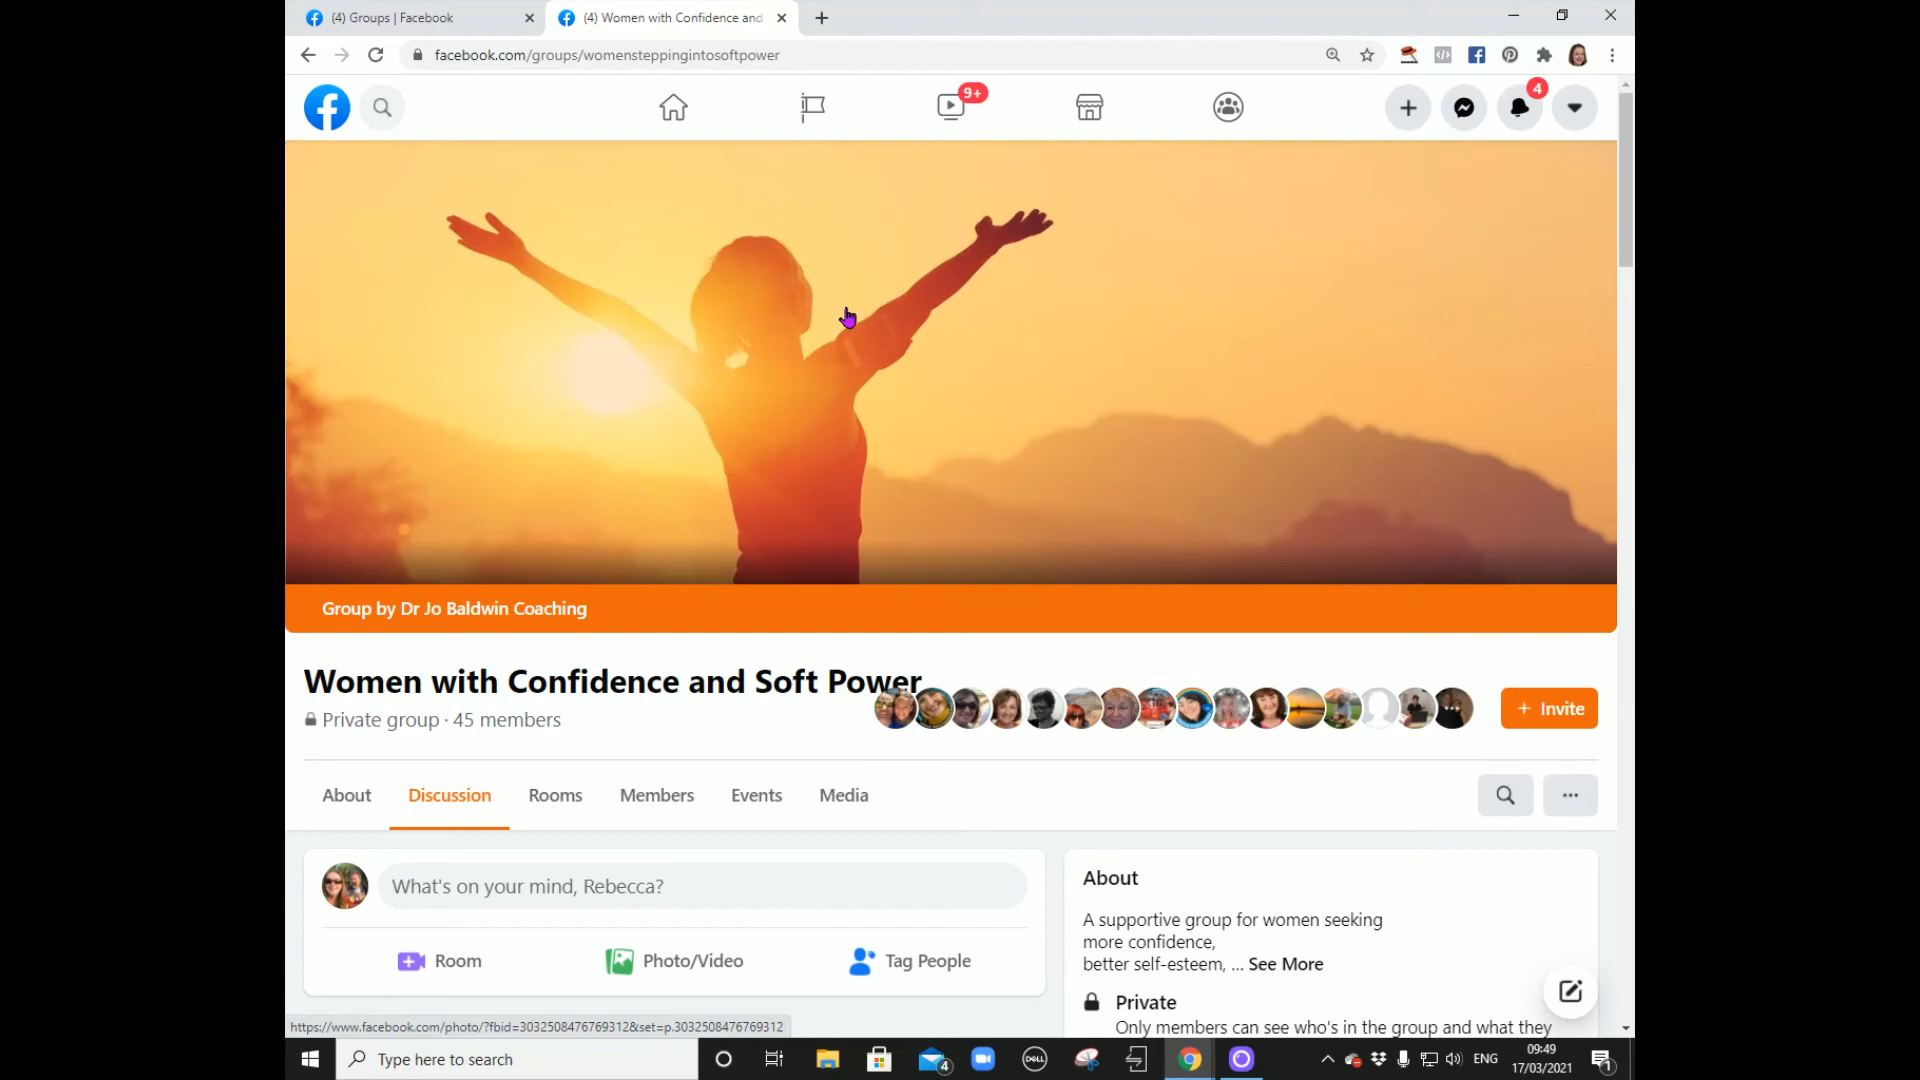 (4) Groups | Facebook
(4) Women with Confidence and
facebook.com/groups/womensteppingintosoftpower
9+
4
Group by Dr Jo Baldwin Coaching
Women with Confidence and Soft Power
Private group · 45 members
+ Invite
About
Discussion
Rooms
Members
Events
Media
What's on your mind, Rebecca?
Room
Photo/Video
Tag People
About
A supportive group for women seeking
more confidence,
better self-esteem, ... See More
Private
Only members can see who's in the group and what they
https://www.facebook.com/photo/?fbid=3032508476769312&set=p.3032508476769312
Type here to search
4
DELL
ENG
09:49
17/03/2021
1